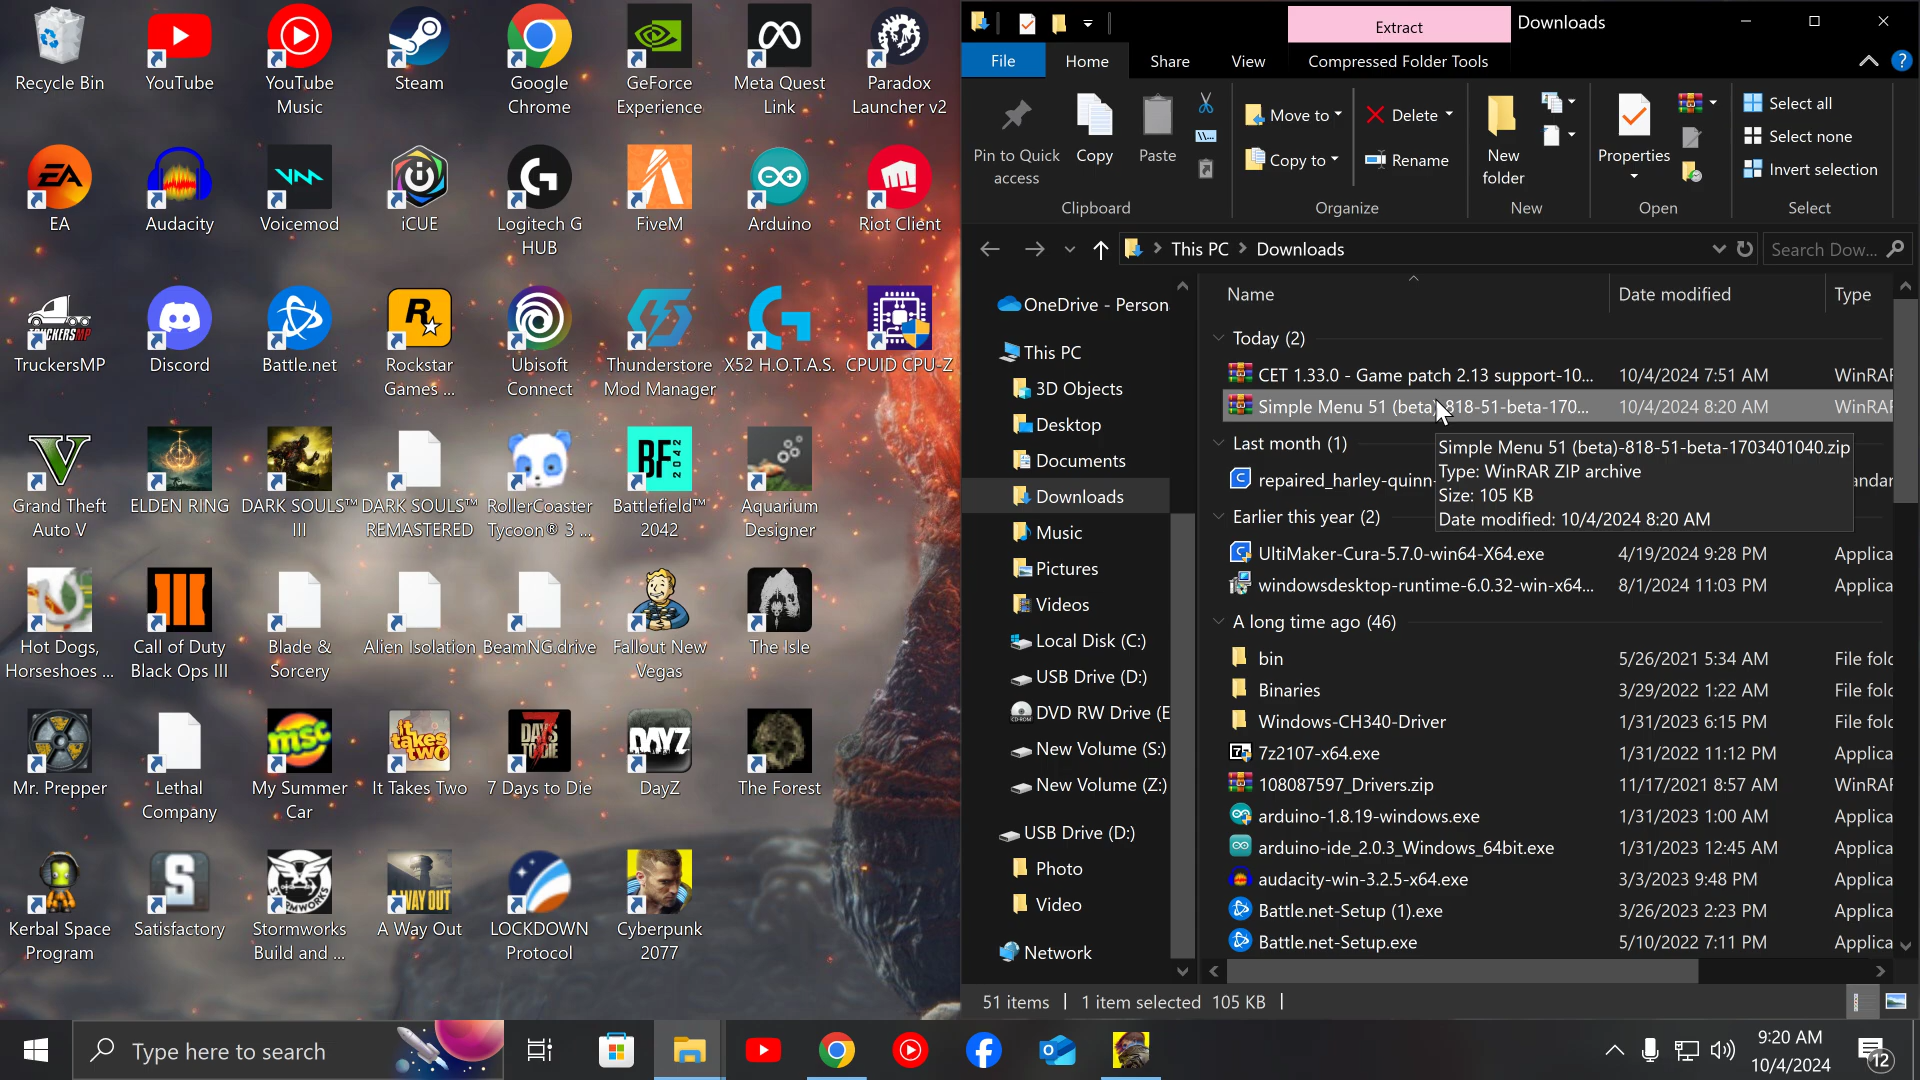 Recycle Bin
YouTube
YouTube Music
Steam
Google Chrome
GeForce Experience
Meta Quest Link
Paradox Launcher v2
EA
Audacity
Voicemod
iCUE
Logitech G HUB
FiveM
Arduino
Riot Client
TruckersMP
Discord
Battle.net
Rockstar Games ...
Ubisoft Connect
Thunderstore Mod Manager
X52 H.O.T.A.S.
CPUID CPU-Z
Grand Theft Auto V
ELDEN RING
DARK SOULS™ III
DARK SOULS™ REMASTERED
RollerCoaster Tycoon® 3 ...
Battlefield™ 2042
Aquarium Designer
Hot Dogs, Horseshoes ...
Call of Duty Black Ops III
Blade & Sorcery
Alien Isolation
BeamNG.drive
Fallout New Vegas
The Isle
Mr. Prepper
Lethal Company
My Summer Car
It Takes Two
7 Days to Die
DayZ
The Forest
Kerbal Space Program
Satisfactory
Stormworks Build and ...
A Way Out
LOCKDOWN Protocol
Cyberpunk 2077
Extract
Downloads
File
Home
Share
View
Compressed Folder Tools
Pin to Quick access
Copy
Paste
Clipboard
Move to
Copy to
Delete
Rename
Organize
New folder
New
Properties
Open
Select all
Select none
Invert selection
Select
This PC
Downloads
Search Dow...
OneDrive - Person
This PC
3D Objects
Desktop
Documents
Downloads
Music
Pictures
Videos
Local Disk (C:)
USB Drive (D:)
DVD RW Drive (E
New Volume (S:)
New Volume (Z:)
USB Drive (D:)
Photo
Video
Network
Name Date modified Type
Today (2)
CET 1.33.0 - Game patch 2.13 support-10... 10/4/2024 7:51 AM WinRAR
Simple Menu 51 (beta)-818-51-beta-170... 10/4/2024 8:20 AM WinRAR
Last month (1)
repaired_harley-quinn-
Simple Menu 51 (beta)-818-51-beta-1703401040.zip
Type: WinRAR ZIP archive
Size: 105 KB
Date modified: 10/4/2024 8:20 AM
Earlier this year (2)
UltiMaker-Cura-5.7.0-win64-X64.exe 4/19/2024 9:28 PM Applica
windowsdesktop-runtime-6.0.32-win-x64... 8/1/2024 11:03 PM Applica
A long time ago (46)
bin 5/26/2021 5:34 AM File fold
Binaries 3/29/2022 1:22 AM File fold
Windows-CH340-Driver 1/31/2023 6:15 PM File fold
7z2107-x64.exe 1/31/2022 11:12 PM Applica
108087597_Drivers.zip 11/17/2021 8:57 AM WinRAR
arduino-1.8.19-windows.exe 1/31/2023 1:00 AM Applica
arduino-ide_2.0.3_Windows_64bit.exe 1/31/2023 12:45 AM Applica
audacity-win-3.2.5-x64.exe 3/3/2023 9:48 PM Applica
Battle.net-Setup (1).exe 3/26/2023 2:23 PM Applica
Battle.net-Setup.exe 5/10/2022 7:11 PM Applica
51 items 1 item selected 105 KB
Type here to search
9:20 AM
10/4/2024
12